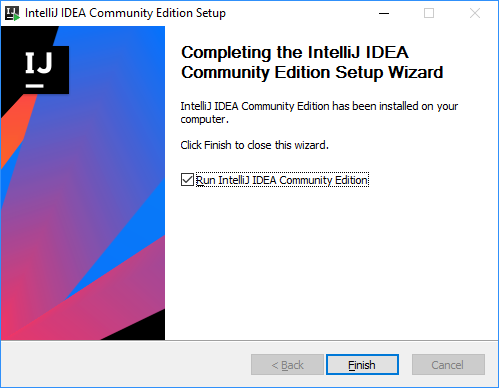 IntelliJ IDEA Community Edition Setup
IJ
Completing the IntelliJ IDEA
Community Edition Setup Wizard
IntelliJ IDEA Community Edition has been installed on your
computer.
Click Finish to close this wizard.
Run IntelliJ IDEA Community Edition
< Back
Finish
Cancel